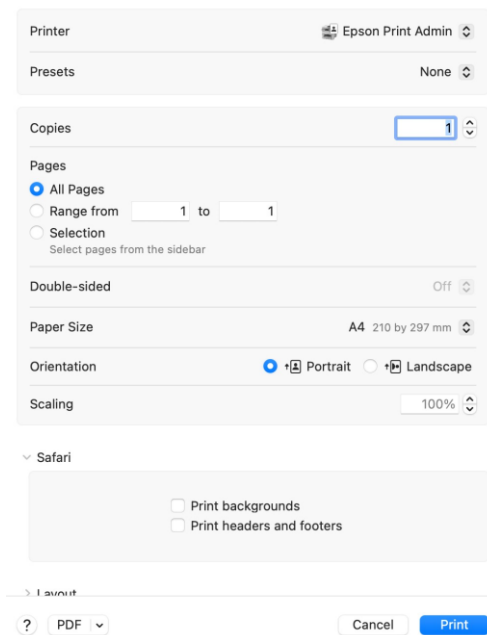 Printer Epson Print Admin
Presets None
Copies 1
Pages
All Pages
Range from 1 to 1
Selection
Select pages from the sidebar
Double-sided Off
Paper Size A4 210 by 297 mm
Orientation Portrait Landscape
Scaling 100%
Safari
Print backgrounds
Print headers and footers
Layout
? PDF Cancel Print